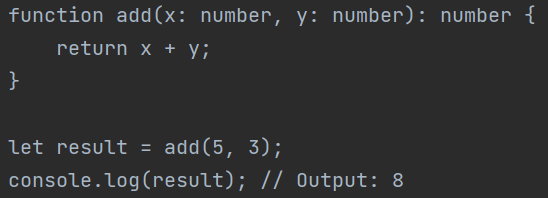 function add(x: number, y: number): number {
    return x + y;
}

let result = add(5, 3);
console.log(result); // Output: 8